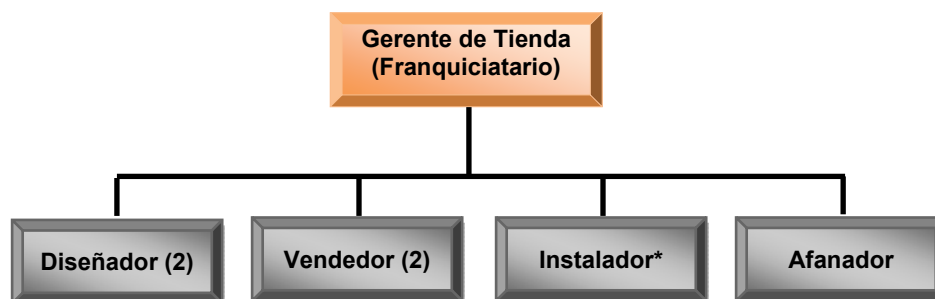 Gerente de Tienda
(Franquiciatario)
Diseñador (2)
Vendedor (2)
Instalador*
Afanador